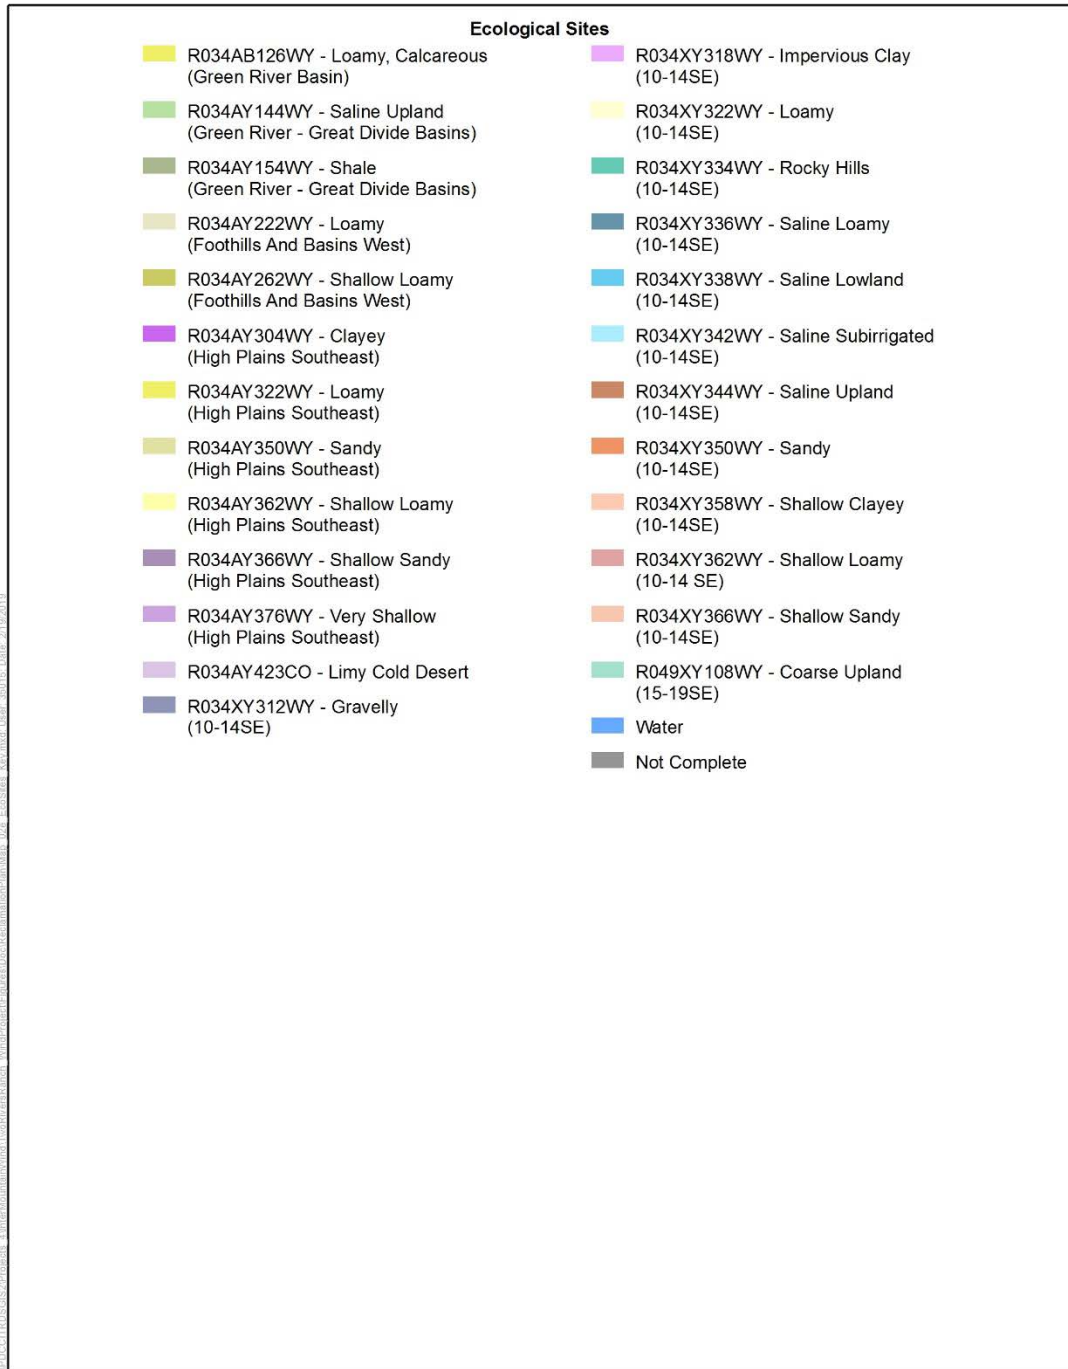 Ecological Sites
R034AB126WY - Loamy, Calcareous
(Green River Basin)
R034AY144WY - Saline Upland
(Green River - Great Divide Basins)
R034AY154WY - Shale
(Green River - Great Divide Basins)
R034AY222WY - Loamy
(Foothills And Basins West)
R034AY262WY - Shallow Loamy
(Foothills And Basins West)
R034AY304WY - Clayey
(High Plains Southeast)
R034AY322WY - Loamy
(High Plains Southeast)
R034AY350WY - Sandy
(High Plains Southeast)
R034AY362WY - Shallow Loamy
(High Plains Southeast)
R034AY366WY - Shallow Sandy
(High Plains Southeast)
R034AY376WY - Very Shallow
(High Plains Southeast)
R034AY423CO - Limy Cold Desert
R034XY312WY - Gravelly
(10-14SE)
R034XY318WY - Impervious Clay
(10-14SE)
R034XY322WY - Loamy
(10-14SE)
R034XY334WY - Rocky Hills
(10-14SE)
R034XY336WY - Saline Loamy
(10-14SE)
R034XY338WY - Saline Lowland
(10-14SE)
R034XY342WY - Saline Subirrigated
(10-14SE)
R034XY344WY - Saline Upland
(10-14SE)
R034XY350WY - Sandy
(10-14SE)
R034XY358WY - Shallow Clayey
(10-14SE)
R034XY362WY - Shallow Loamy
(10-14 SE)
R034XY366WY - Shallow Sandy
(10-14SE)
R049XY108WY - Coarse Upland
(15-19SE)
Water
Not Complete